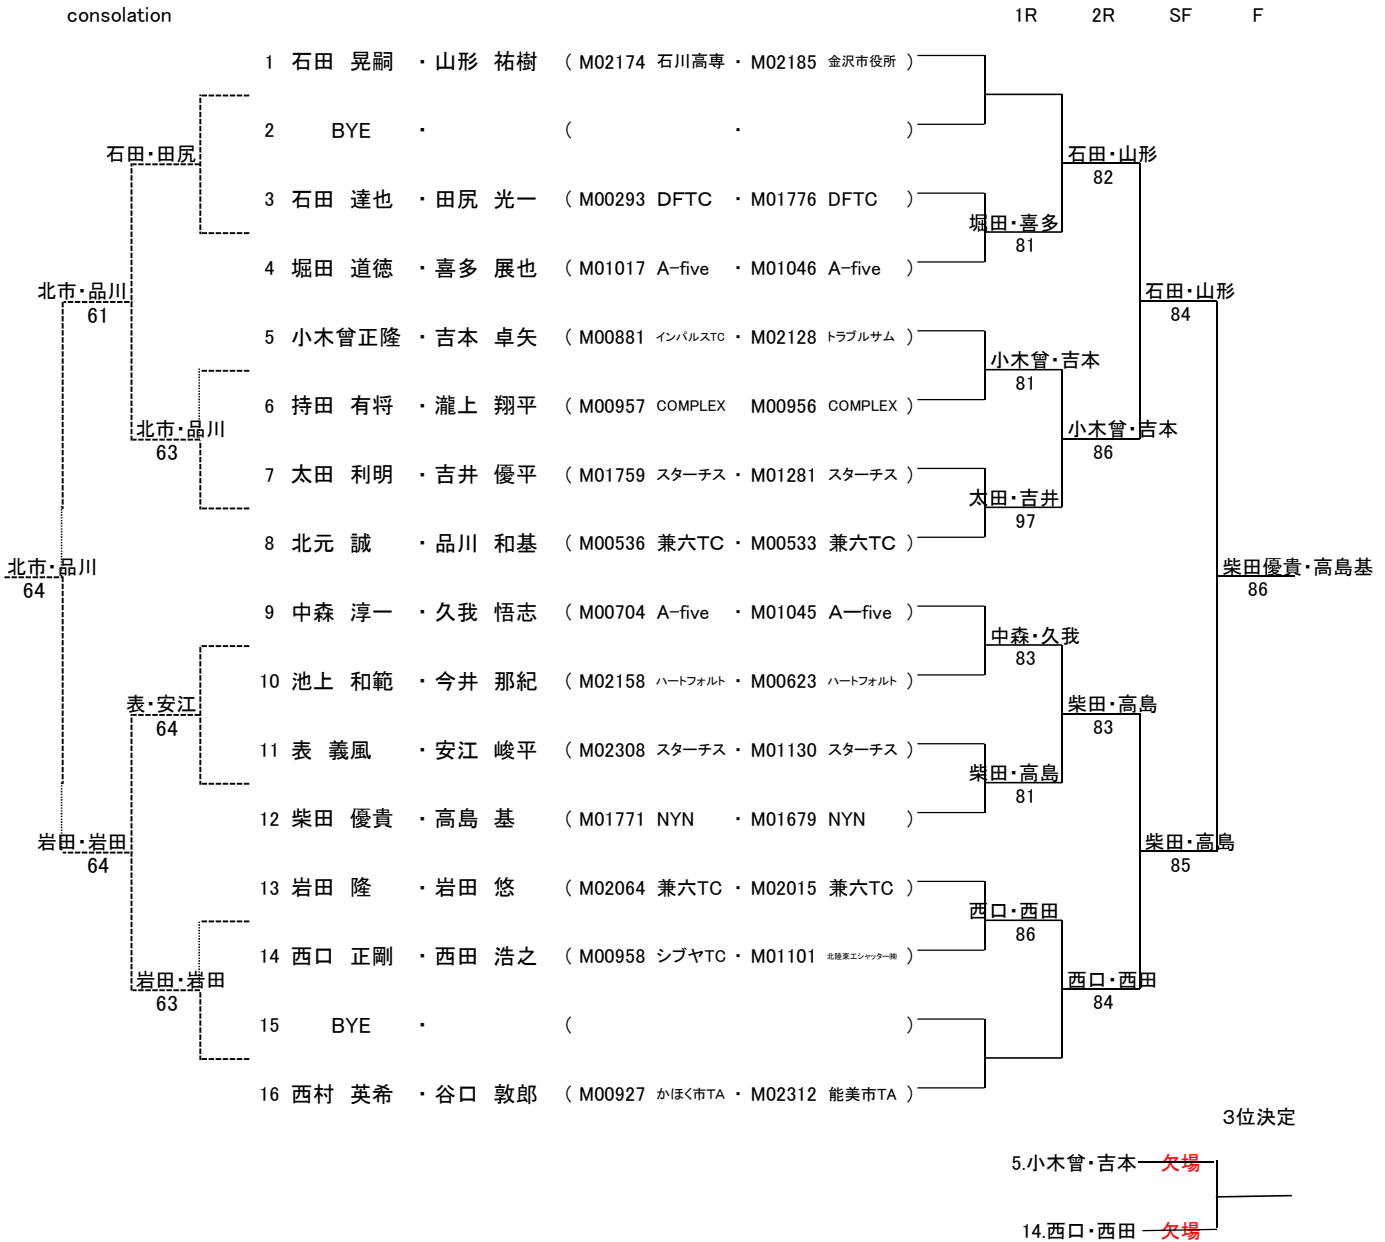 consolation 1R 2R SF F
1 石田 晃嗣 ・ 山形 祐樹 ( M02174 石川高専 ・ M02185 金沢市役所 )
2 BYE ・ ( ・ )
石田・田尻 石田・山形
82
3 石田 達也 ・ 田尻 光一 ( M00293 DFTC ・ M01776 DFTC )
堀田・喜多
81
4 堀田 道徳 ・ 喜多 展也 ( M01017 A-five ・ M01046 A-five )
北市・品川 石田・山形
61 84
5 小木曾正隆 ・ 吉本 卓矢 ( M00881 インパルスTC ・ M02128 トラブルサム )
小木曾・吉本
81
6 持田 有将 ・ 瀧上 翔平 ( M00957 COMPLEX M00956 COMPLEX )
北市・品川 小木曾・吉本
63 86
7 太田 利明 ・ 吉井 優平 ( M01759 スターチス ・ M01281 スターチス )
太田・吉井
97
8 北元 誠 ・ 品川 和基 ( M00536 兼六TC ・ M00533 兼六TC )
北市・品川 柴田優貴・高島基
64 86
9 中森 淳一 ・ 久我 悟志 ( M00704 A-five ・ M01045 A一five )
中森・久我
83
10 池上 和範 ・ 今井 那紀 ( M02158 ハートフォルト ・ M00623 ハートフォルト )
表・安江 柴田・高島
64 83
11 表 義風 ・ 安江 峻平 ( M02308 スターチス ・ M01130 スターチス )
柴田・高島
81
12 柴田 優貴 ・ 高島 基 ( M01771 NYN ・ M01679 NYN )
岩田・岩田 柴田・高島
64 85
13 岩田 隆 ・ 岩田 悠 ( M02064 兼六TC ・ M02015 兼六TC )
西口・西田
86
14 西口 正剛 ・ 西田 浩之 ( M00958 シブヤTC ・ M01101 )
岩田・岩田 西口・西田
63 84
15 BYE ・ ( )
16 西村 英希 ・ 谷口 敦郎 ( M00927 かほく市TA ・ M02312 能美市TA )
3位決定
5.小木曾・吉本 欠場
14.西口・西田 欠場